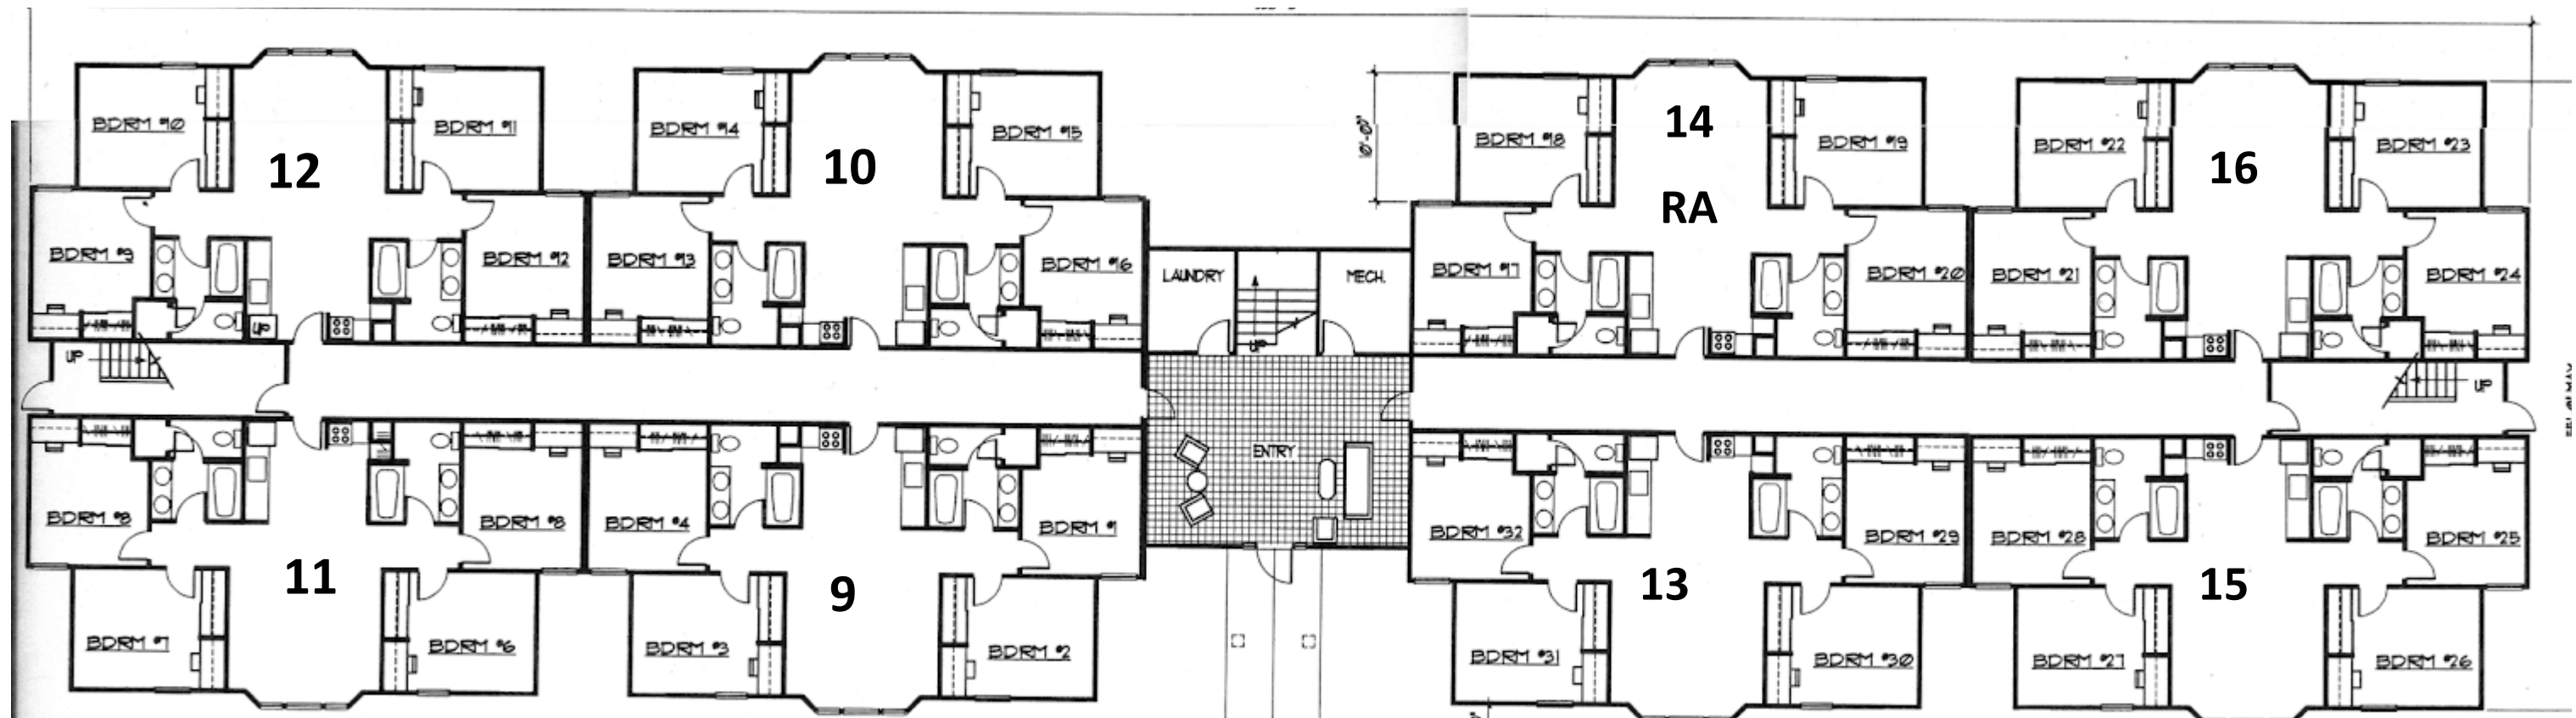 BDRM #10
BDRM #11
BDRM #14
BDRM #15
BDRM #18
14
BDRM #19
BDRM #22
BDRM #23
10'-0"
12
10
16
RA
BDRM #9
BDRM #12
BDRM #13
BDRM #16
LAUNDRY
MECH.
BDRM #17
BDRM #20
BDRM #21
BDRM #24
UP
UP
UP
UP
ENTRY
BDRM #8
BDRM #8
BDRM #4
BDRM #1
BDRM #32
BDRM #29
BDRM #28
BDRM #25
11
9
13
15
BDRM #7
BDRM #6
BDRM #3
BDRM #2
BDRM #31
BDRM #30
BDRM #27
BDRM #26